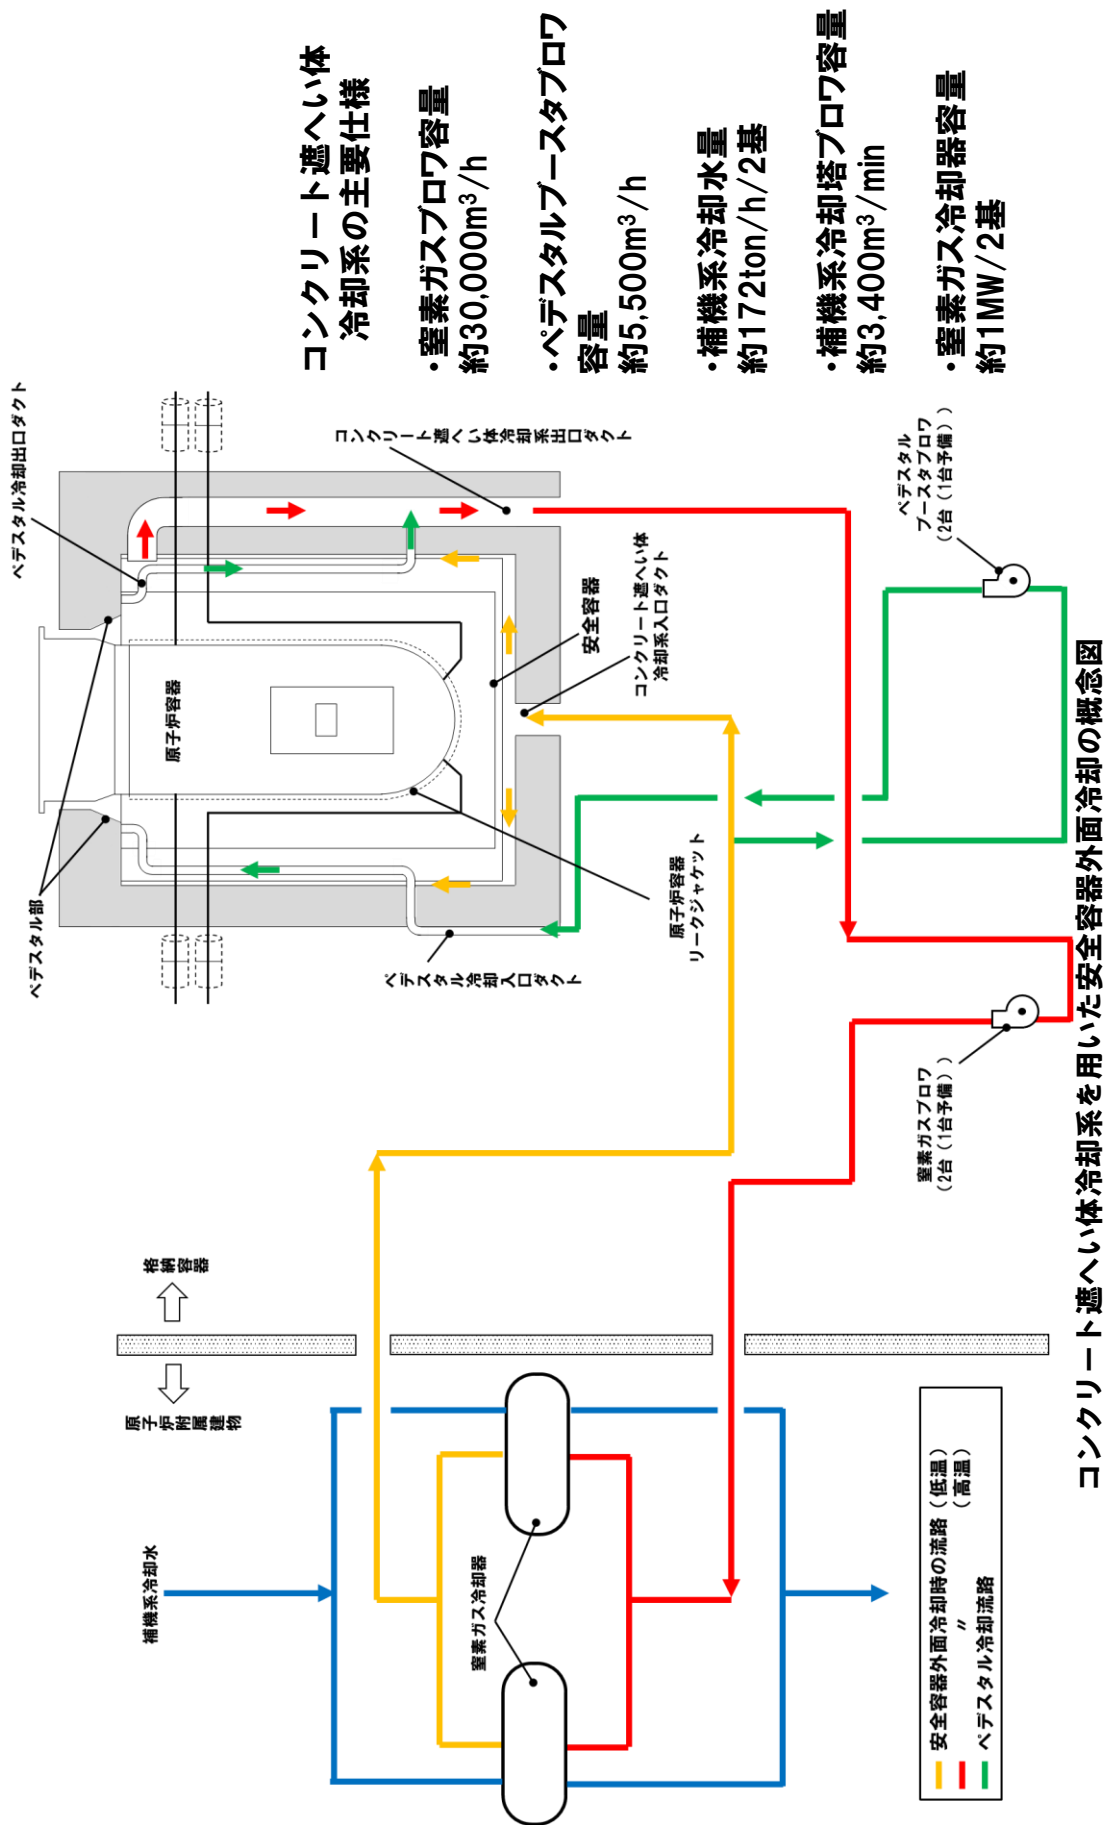 コンクリート遮へい体
冷却系の主要仕様
・窒素ガスブロワ容量
約30,000m³/h
・ペデスタルブースタブロワ
容量
約5,500m³/h
・補機系冷却水量
約172ton/h/2基
・補機系冷却塔ブロワ容量
約3,400m³/min
・窒素ガス冷却器容量
約1MW/2基
ペデスタル冷却出口ダクト
コンクリート遮へい体冷却系出口ダクト
ペデスタル部
原子炉容器
安全容器
コンクリート遮へい体
冷却系入口ダクト
原子炉容器
リークジャケット
ペデスタル冷却入口ダクト
ペデスタル
ブースタブロワ
(2台(1台予備))
窒素ガスブロワ
(2台(1台予備))
格納容器
原子炉附属建物
補機系冷却水
窒素ガス冷却器
安全容器外面冷却時の流路(低温)
〃 (高温)
ペデスタル冷却流路
コンクリート遮へい体冷却系を用いた安全容器外面冷却の概念図